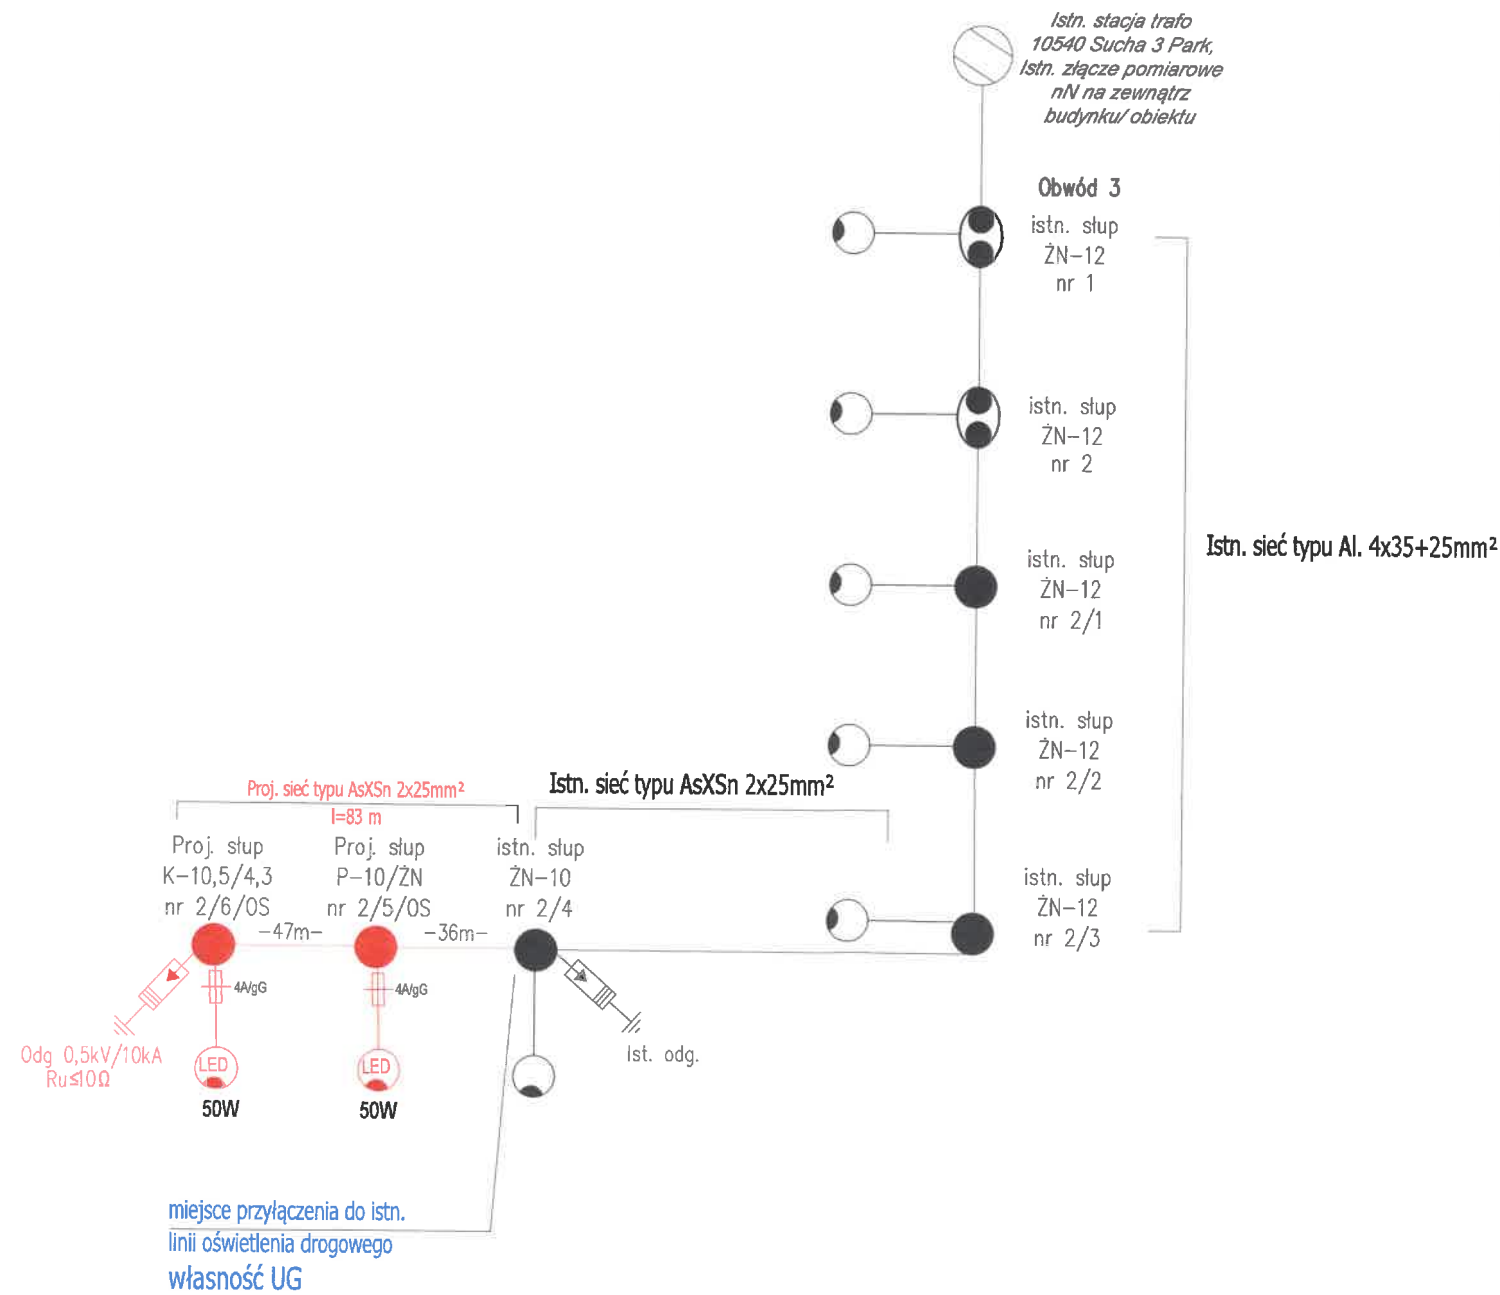 Istn. stacja trafo
10540 Sucha 3 Park,
Istn. złącze pomiarowe
nN na zewnątrz
budynku/ obiektu
Obwód 3
istn. słup
ŻN-12
nr 1
istn. słup
ŻN-12
nr 2
istn. słup
ŻN-12
nr 2/1
istn. słup
ŻN-12
nr 2/2
istn. słup
ŻN-12
nr 2/3
Istn. sieć typu Al. 4x35+25mm²
Istn. sieć typu AsXSn 2x25mm²
Proj. sieć typu AsXSn 2x25mm²
l=83 m
Proj. słup
K-10,5/4,3
nr 2/6/OS
Proj. słup
P-10/ŻN
nr 2/5/OS
istn. słup
ŻN-10
nr 2/4
-47m-
-36m-
4A/gG
4A/gG
Odg 0,5kV/10kA
Ru≤10Ω
LED
50W
LED
50W
Ist. odg.
miejsce przyłączenia do istn.
linii oświetlenia drogowego
własność UG